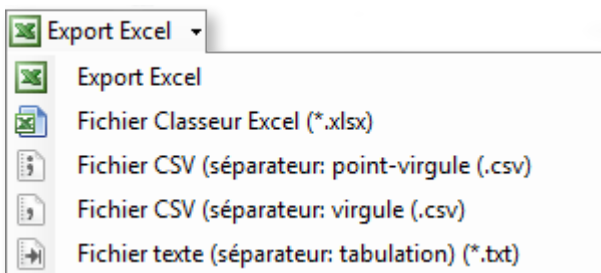 Export Excel
Export Excel
Fichier Classeur Excel (*.xlsx)
Fichier CSV (séparateur: point-virgule (.csv)
Fichier CSV (séparateur: virgule (.csv)
Fichier texte (séparateur: tabulation) (*.txt)